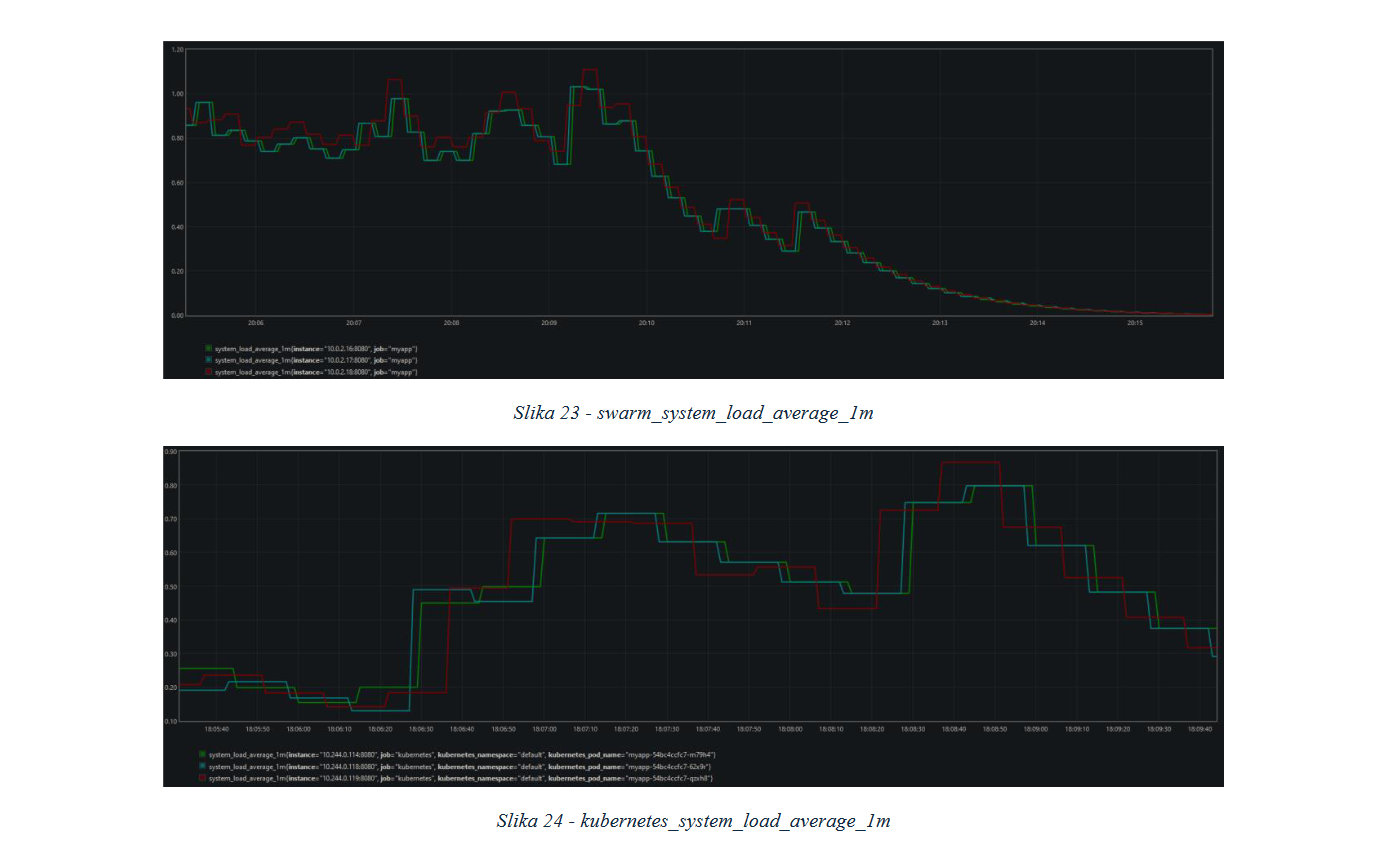 1.20
1.00
0.80
0.60
0.40
0.20
0.00
20:06 20:07 20:08 20:09 20:10 20:11 20:12 20:13 20:14 20:15
system_load_average_1m{instance="10.0.2.16:8080", job="myapp"}
system_load_average_1m{instance="10.0.2.17:8080", job="myapp"}
system_load_average_1m{instance="10.0.2.18:8080", job="myapp"}
Slika 23 - swarm_system_load_average_1m
0.90
0.80
0.70
0.60
0.50
0.40
0.30
0.20
0.10
18:05:40 18:05:50 18:06:00 18:06:10 18:06:20 18:06:30 18:06:40 18:06:50 18:07:00 18:07:10 18:07:20 18:07:30 18:07:40 18:07:50 18:08:00 18:08:10 18:08:20 18:08:30 18:08:40 18:08:50 18:09:00 18:09:10 18:09:20 18:09:30 18:09:40
system_load_average_1m{instance="10.244.0.114:8080", job="kubernetes", kubernetes_namespace="default", kubernetes_pod_name="myapp-54bc4ccfc7-m79h4"}
system_load_average_1m{instance="10.244.0.118:8080", job="kubernetes", kubernetes_namespace="default", kubernetes_pod_name="myapp-54bc4ccfc7-62x9r"}
system_load_average_1m{instance="10.244.0.119:8080", job="kubernetes", kubernetes_namespace="default", kubernetes_pod_name="myapp-54bc4ccfc7-qzxh8"}
Slika 24 - kubernetes_system_load_average_1m